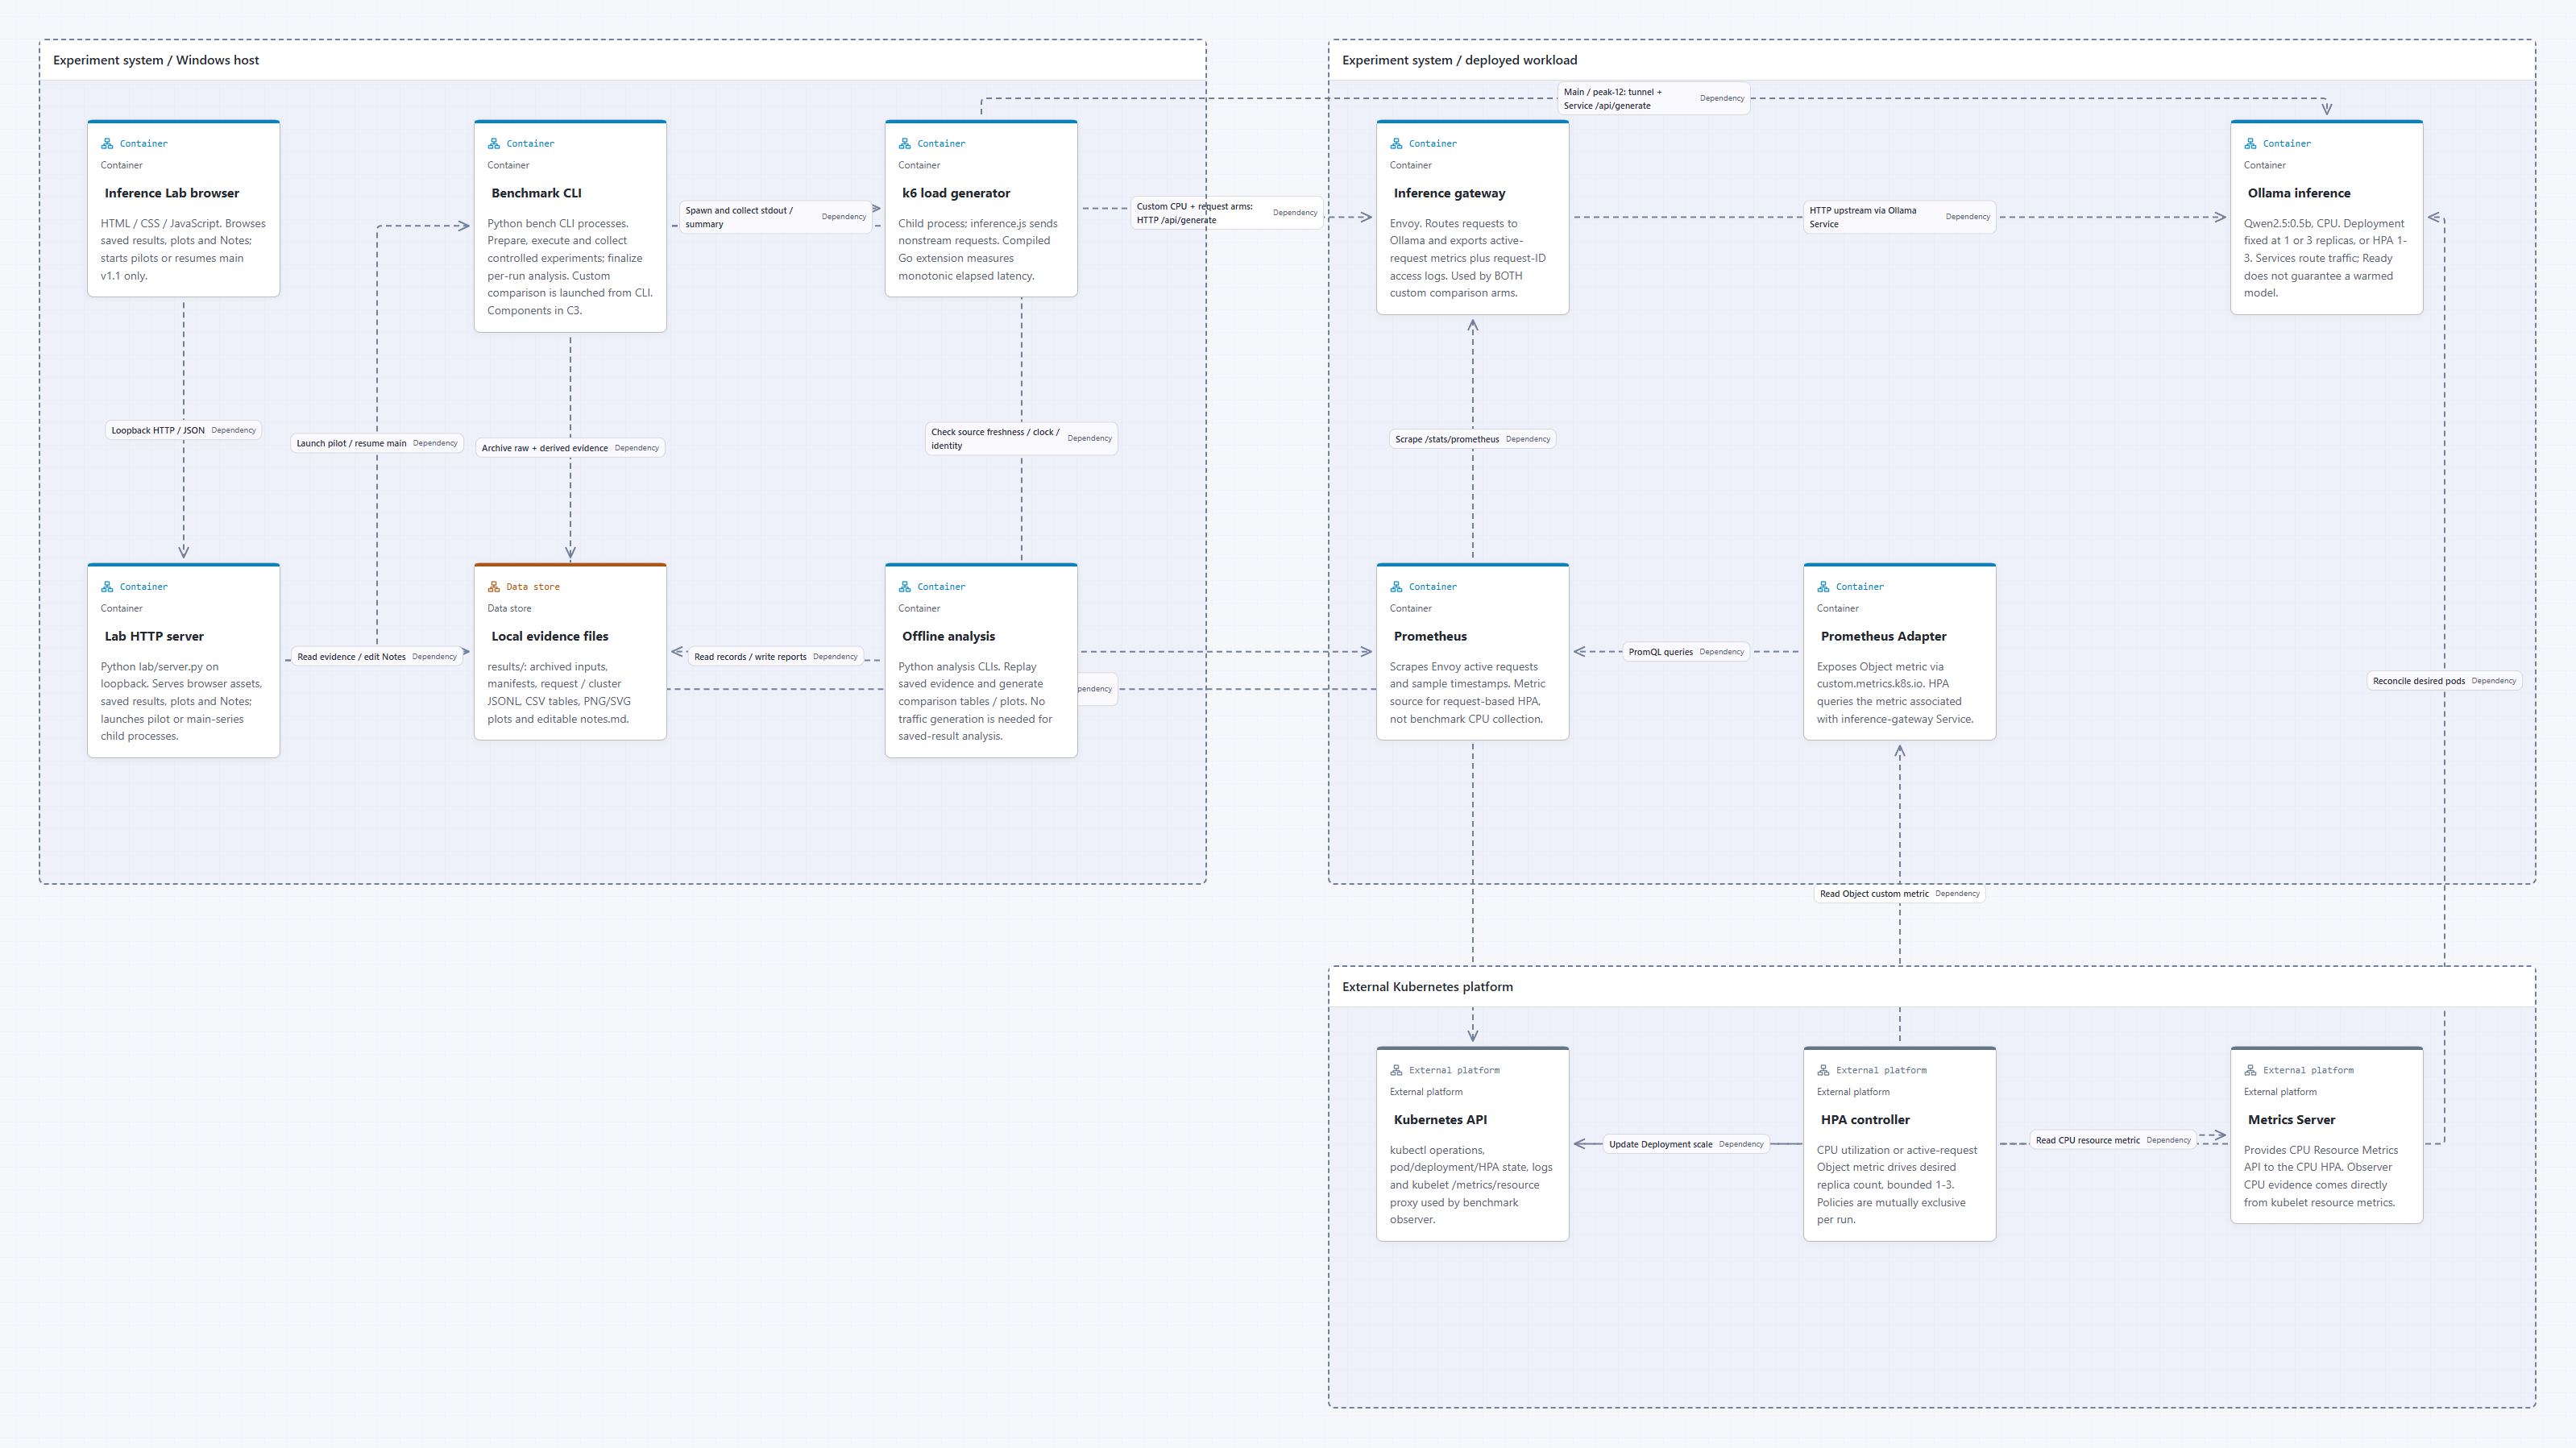 Experiment system / Windows host
Experiment system / deployed workload
Main / peak-12: tunnel +
Service /api/generate
Dependency
Container
Container
Inference Lab browser
HTML / CSS / JavaScript. Browses
saved results, plots and Notes;
starts pilots or resumes main
v1.1 only.
Container
Container
Benchmark CLI
Python bench CLI processes.
Prepare, execute and collect
controlled experiments; finalize
per-run analysis. Custom
comparison is launched from CLI.
Components in C3.
Spawn and collect stdout /
summary
Dependency
Container
Container
k6 load generator
Child process; inference.js sends
nonstream requests. Compiled
Go extension measures
monotonic elapsed latency.
Custom CPU + request arms:
HTTP /api/generate
Dependency
Container
Container
Inference gateway
Envoy. Routes requests to
Ollama and exports active-
request metrics plus request-ID
access logs. Used by BOTH
custom comparison arms.
HTTP upstream via Ollama
Service
Dependency
Container
Container
Ollama inference
Qwen2.5:0.5b, CPU. Deployment
fixed at 1 or 3 replicas, or HPA 1-
3. Services route traffic; Ready
does not guarantee a warmed
model.
Loopback HTTP / JSON Dependency
Launch pilot / resume main Dependency
Archive raw + derived evidence Dependency
Check source freshness / clock /
identity
Dependency
Scrape /stats/prometheus Dependency
Container
Container
Lab HTTP server
Python lab/server.py on
loopback. Serves browser assets,
saved results, plots and Notes;
launches pilot or main-series
child processes.
Read evidence / edit Notes Dependency
Data store
Data store
Local evidence files
results/: archived inputs,
manifests, request / cluster
JSONL, CSV tables, PNG/SVG
plots and editable notes.md.
Read records / write reports Dependency
Container
Container
Offline analysis
Python analysis CLIs. Replay
saved evidence and generate
comparison tables / plots. No
traffic generation is needed for
saved-result analysis.
pendency
Container
Container
Prometheus
Scrapes Envoy active requests
and sample timestamps. Metric
source for request-based HPA,
not benchmark CPU collection.
PromQL queries Dependency
Container
Container
Prometheus Adapter
Exposes Object metric via
custom.metrics.k8s.io. HPA
queries the metric associated
with inference-gateway Service.
Reconcile desired pods Dependency
Read Object custom metric Dependency
External Kubernetes platform
External platform
External platform
Kubernetes API
kubectl operations,
pod/deployment/HPA state, logs
and kubelet /metrics/resource
proxy used by benchmark
observer.
Update Deployment scale Dependency
External platform
External platform
HPA controller
CPU utilization or active-request
Object metric drives desired
replica count, bounded 1-3.
Policies are mutually exclusive
per run.
Read CPU resource metric Dependency
External platform
External platform
Metrics Server
Provides CPU Resource Metrics
API to the CPU HPA. Observer
CPU evidence comes directly
from kubelet resource metrics.